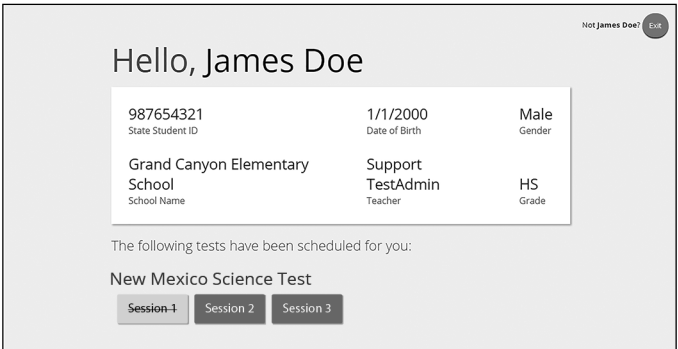 Not James Doe? Exit
Hello, James Doe
987654321 1/1/2000 Male
State Student ID Date of Birth Gender
Grand Canyon Elementary Support
School TestAdmin HS
School Name Teacher Grade
The following tests have been scheduled for you:
New Mexico Science Test
Session 1 Session 2 Session 3